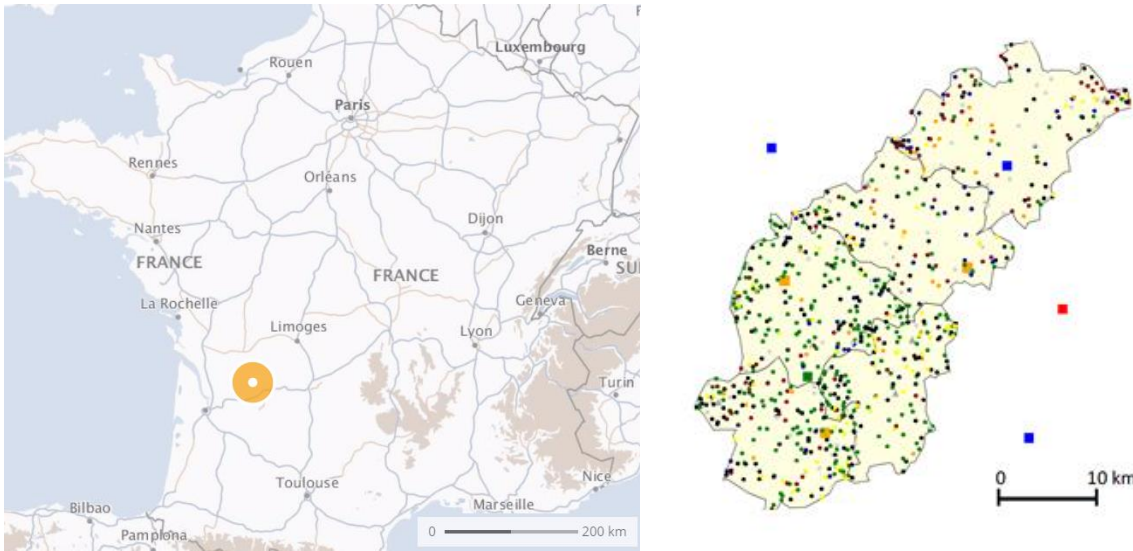 Luxembourg
Rouen
Paris
Rennes
Orléans
Nantes
Dijon
Berne
FRANCE
FRANCE
SUI
La Rochelle
Geneva
Limoges
Lyon
Turin
Toulouse
Nice
Bilbao
Marseille
Pamplona
0 200 km
0 10 km